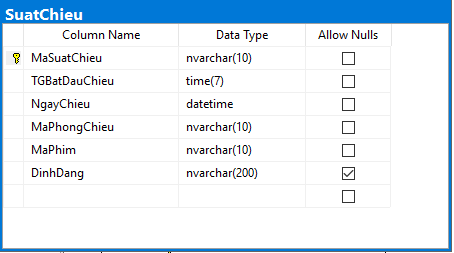 SuatChieu
Column Name Data Type Allow Nulls
MaSuatChieu nvarchar(10)
TGBatDauChieu time(7)
NgayChieu datetime
MaPhongChieu nvarchar(10)
MaPhim nvarchar(10)
DinhDang nvarchar(200)